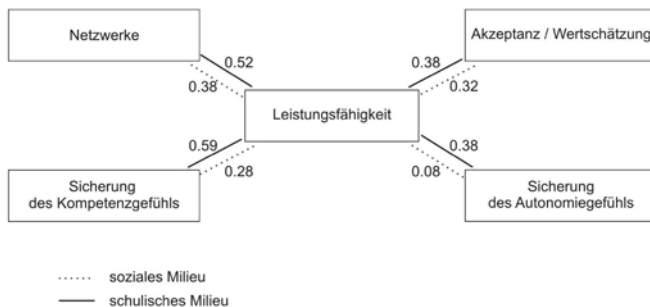 Netzwerke
Akzeptanz / Wertschätzung
0.52
0.38
0.38
0.32
Leistungsfähigkeit
0.59
0.28
0.38
0.08
Sicherung
des Kompetenzgefühls
Sicherung
des Autonomiegefühls
soziales Milieu
schulisches Milieu